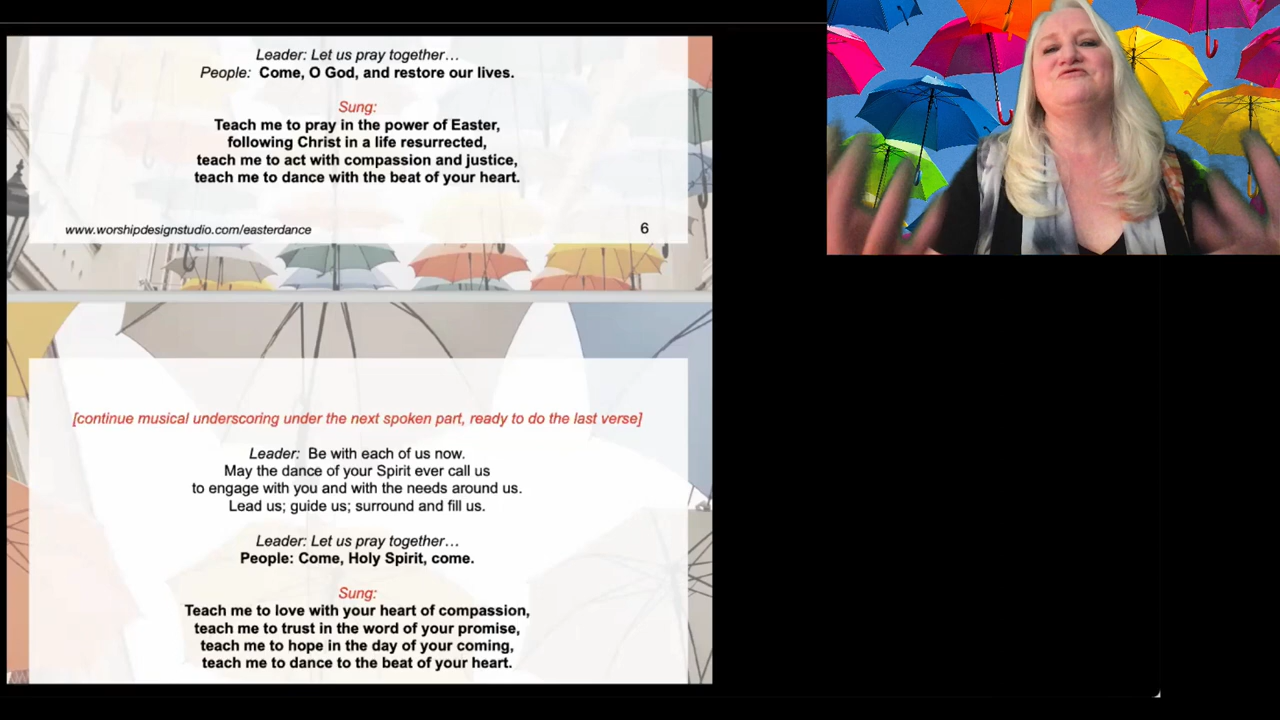 Leader: Let us pray together…
People: Come, O God, and restore our lives.
Sung:
Teach me to pray in the power of Easter,
following Christ in a life resurrected,
teach me to act with compassion and justice,
teach me to dance with the beat of your heart.
www.worshipdesignstudio.com/easterdance 6
[continue musical underscoring under the next spoken part, ready to do the last verse]
Leader: Be with each of us now.
May the dance of your Spirit ever call us
to engage with you and with the needs around us.
Lead us; guide us; surround and fill us.
Leader: Let us pray together…
People: Come, Holy Spirit, come.
Sung:
Teach me to love with your heart of compassion,
teach me to trust in the word of your promise,
teach me to hope in the day of your coming,
teach me to dance to the beat of your heart.